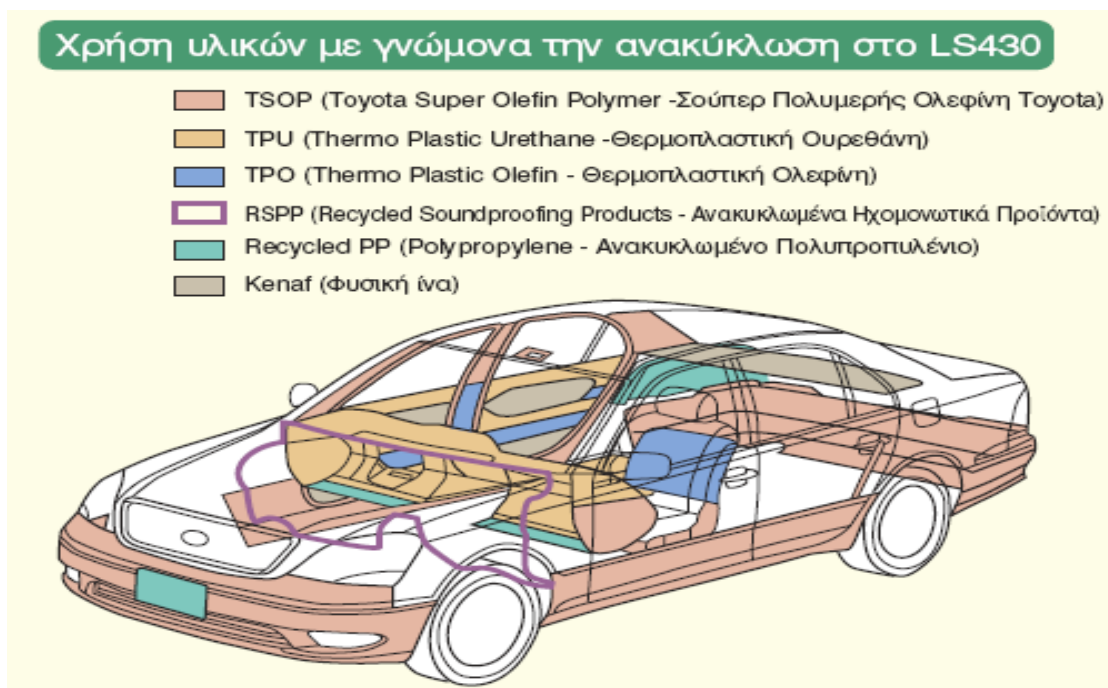 Χρήση υλικών με γνώμονα την ανακύκλωση στο LS430
TSOP (Toyota Super Olefin Polymer -Σούπερ Πολυμερής Ολεφίνη Toyota)
TPU (Thermo Plastic Urethane -Θερμοπλαστική Ουρεθάνη)
TPO (Thermo Plastic Olefin - Θερμοπλαστική Ολεφίνη)
RSPP (Recycled Soundproofing Products - Ανακυκλωμένα Ηχομονωτικά Προϊόντα)
Recycled PP (Polypropylene - Ανακυκλωμένο Πολυπροπυλένιο)
Kenaf (Φυσική ίνα)